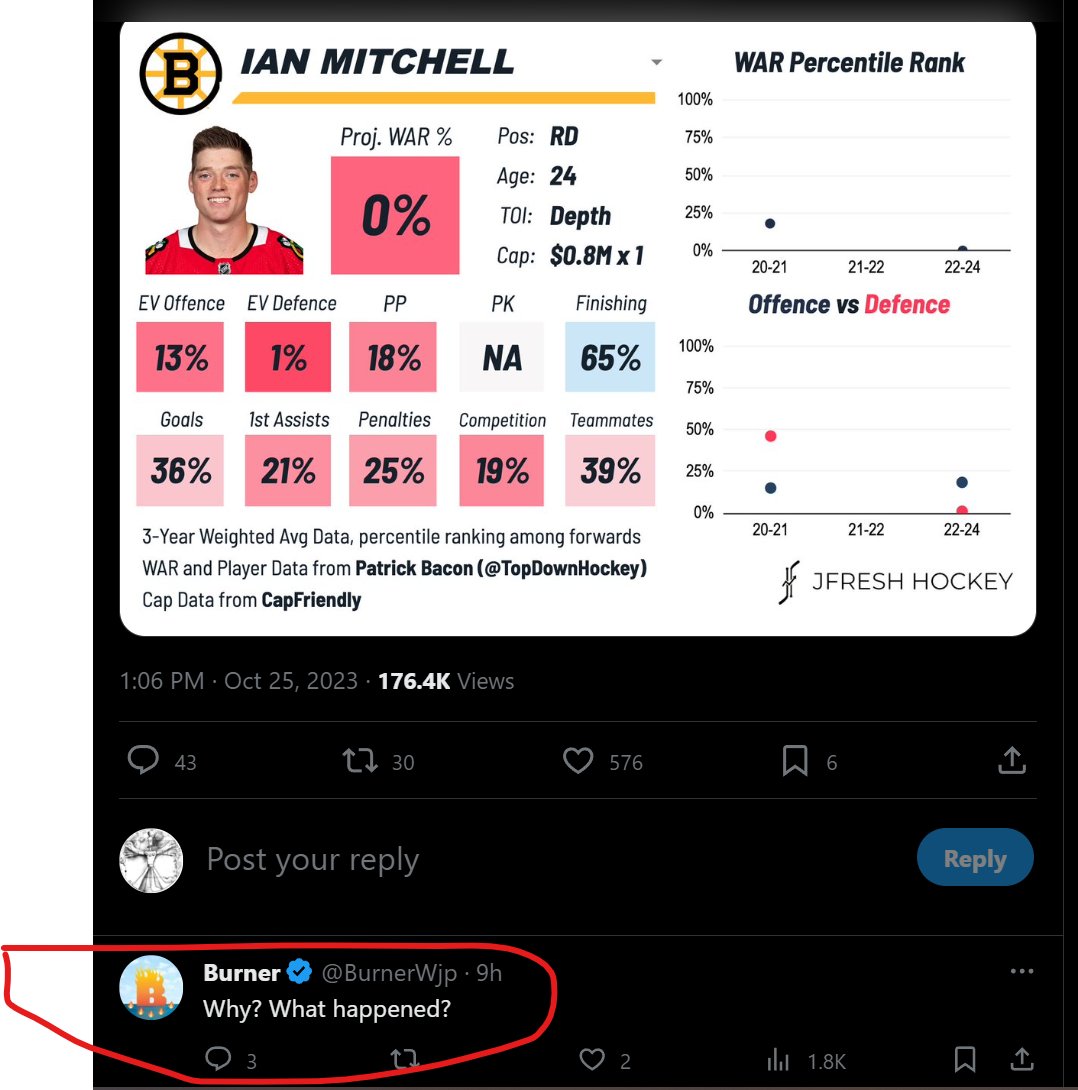 B
IAN MITCHELL
Proj. WAR %
0%
Pos: RD
Age: 24
TOI: Depth
Cap: $0.8M x 1
EV Offence EV Defence PP PK Finishing
13% 1% 18% NA 65%
Goals 1st Assists Penalties Competition Teammates
36% 21% 25% 19% 39%
3-Year Weighted Avg Data, percentile ranking among forwards
WAR and Player Data from Patrick Bacon (@TopDownHockey)
Cap Data from CapFriendly
WAR Percentile Rank
100%
75%
50%
25%
0%
20-21 21-22 22-24
Offence vs Defence
100%
75%
50%
25%
0%
20-21 21-22 22-24
JFRESH HOCKEY
1:06 PM · Oct 25, 2023 · 176.4K Views
43 30 576 6
Post your reply
Reply
B
Burner @BurnerWjp · 9h
Why? What happened?
3 2 1.8K